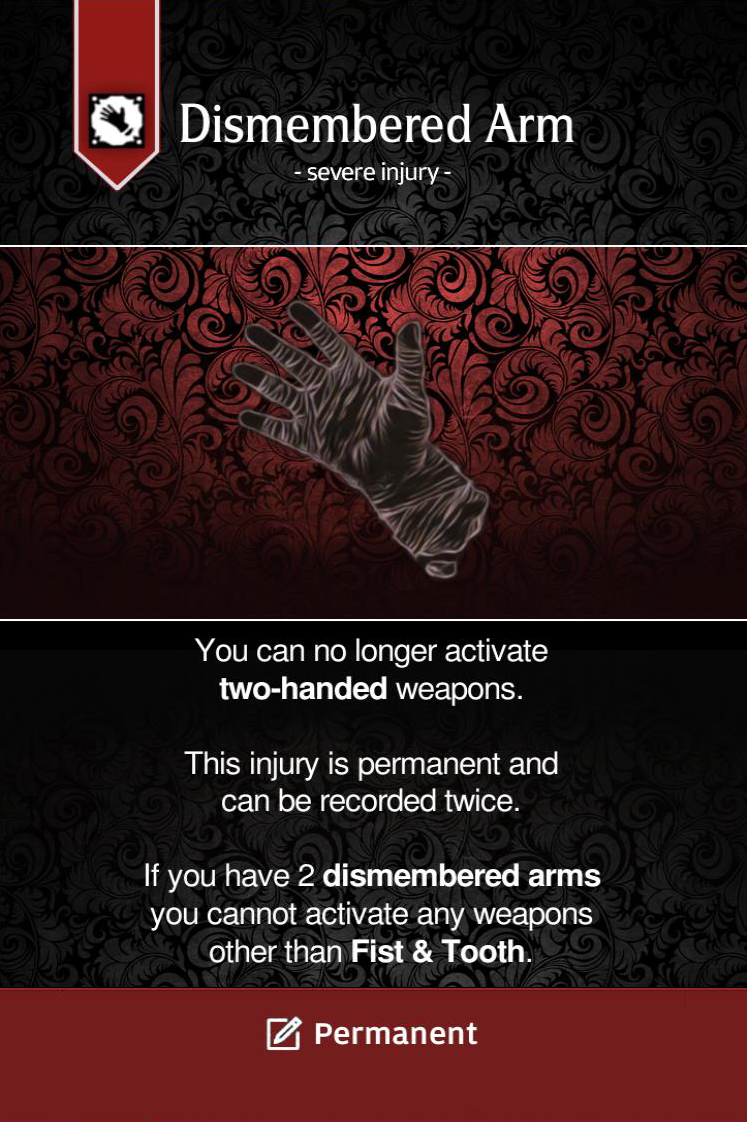 Dismembered Arm
- severe injury -
You can no longer activate
two-handed weapons.
This injury is permanent and
can be recorded twice.
If you have 2 dismembered arms
you cannot activate any weapons
other than Fist & Tooth.
Permanent